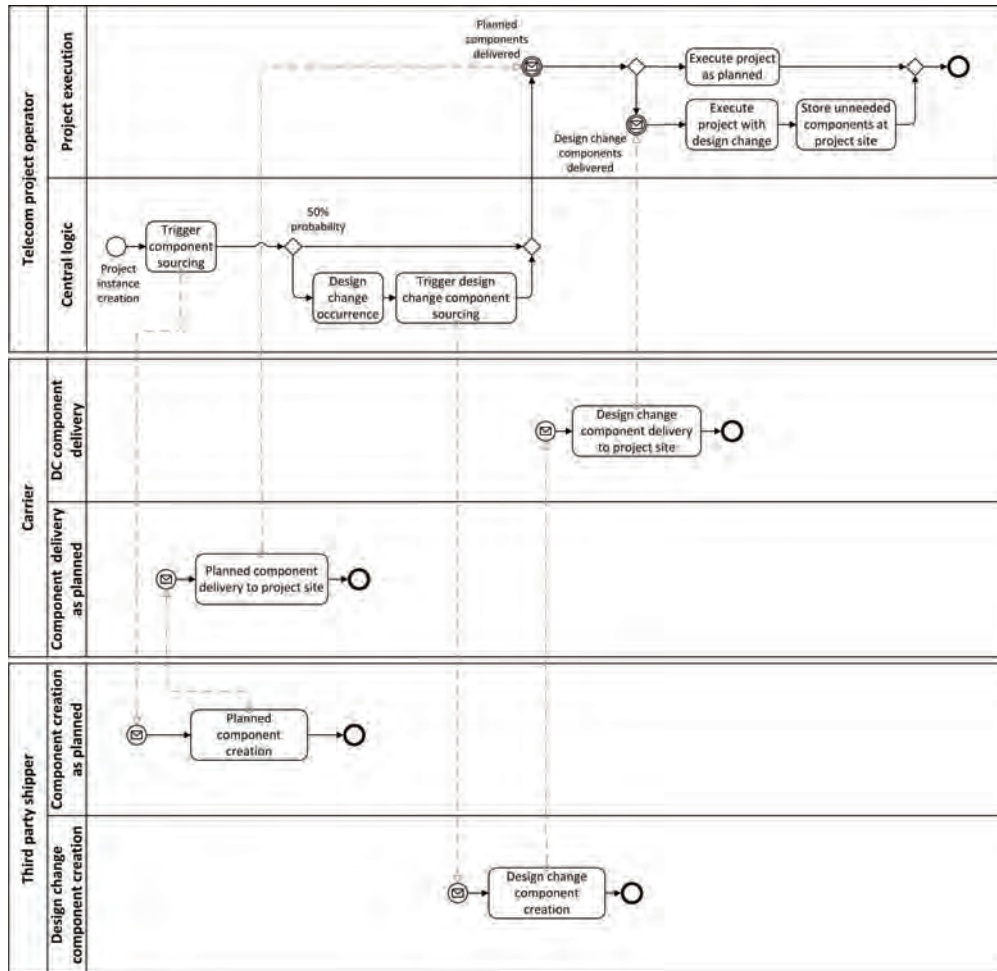 Telecom project operator
Project execution
Planned
components
delivered
Execute project
as planned
Execute
project with
design change
Store unneeded
components at
project site
Design change
components
delivered
Central logic
50%
probability
Trigger
component
sourcing
Project
instance
creation
Design
change
occurrence
Trigger design
change component
sourcing
Carrier
DC component
delivery
Design change
component delivery
to project site
Component delivery
as planned
Planned component
delivery to project site
Third party shipper
Component creation
as planned
Planned
component
creation
Design change
component creation
Design change
component
creation